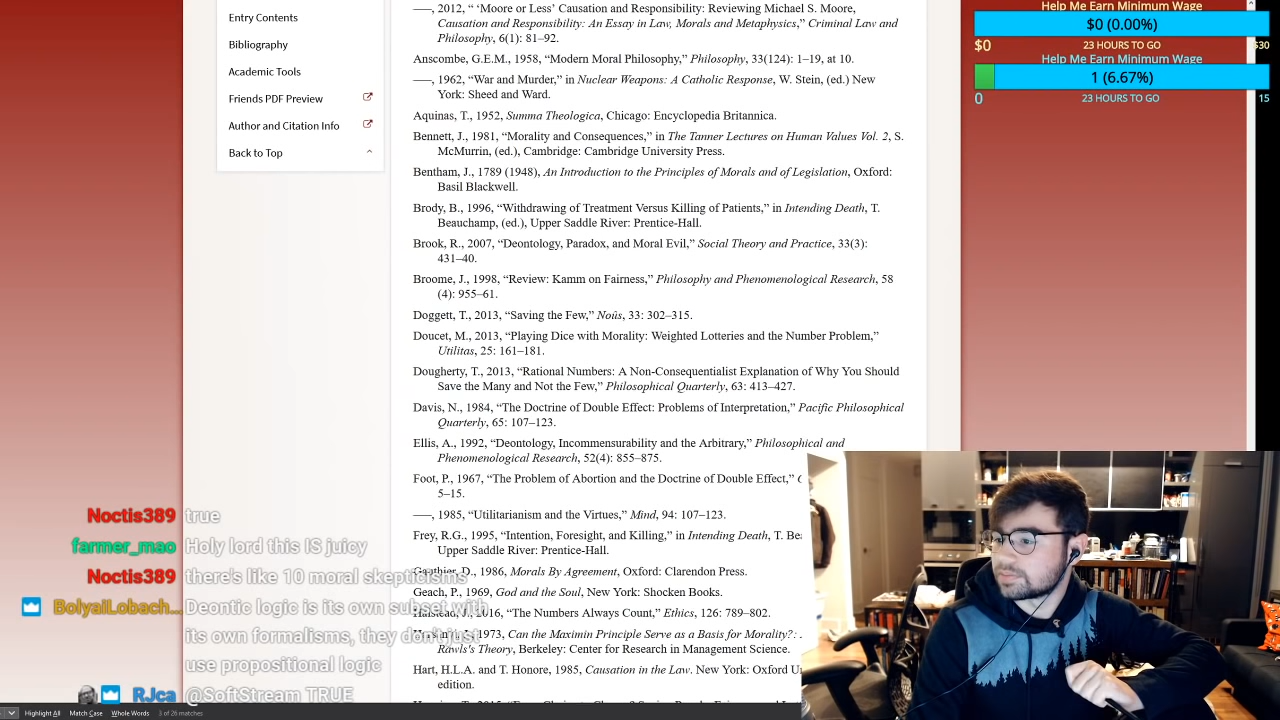 Entry Contents
Bibliography
Academic Tools
Friends PDF Preview
Author and Citation Info
Back to Top
–––, 2012, “ ‘Moore or Less’ Causation and Responsibility: Reviewing Michael S. Moore,
Causation and Responsibility: An Essay in Law, Morals and Metaphysics,” Criminal Law and
Philosophy, 6(1): 81–92.
Anscombe, G.E.M., 1958, “Modern Moral Philosophy,” Philosophy, 33(124): 1–19, at 10.
–––, 1962, “War and Murder,” in Nuclear Weapons: A Catholic Response, W. Stein, (ed.) New
York: Sheed and Ward.
Aquinas, T., 1952, Summa Theologica, Chicago: Encyclopedia Britannica.
Bennett, J., 1981, “Morality and Consequences,” in The Tanner Lectures on Human Values Vol. 2, S.
McMurrin, (ed.), Cambridge: Cambridge University Press.
Bentham, J., 1789 (1948), An Introduction to the Principles of Morals and of Legislation, Oxford:
Basil Blackwell.
Brody, B., 1996, “Withdrawing of Treatment Versus Killing of Patients,” in Intending Death, T.
Beauchamp, (ed.), Upper Saddle River: Prentice-Hall.
Brook, R., 2007, “Deontology, Paradox, and Moral Evil,” Social Theory and Practice, 33(3):
431–40.
Broome, J., 1998, “Review: Kamm on Fairness,” Philosophy and Phenomenological Research, 58
(4): 955–61.
Doggett, T., 2013, “Saving the Few,” Noûs, 33: 302–315.
Doucet, M., 2013, “Playing Dice with Morality: Weighted Lotteries and the Number Problem,”
Utilitas, 25: 161–181.
Dougherty, T., 2013, “Rational Numbers: A Non-Consequentialist Explanation of Why You Should
Save the Many and Not the Few,” Philosophical Quarterly, 63: 413–427.
Davis, N., 1984, “The Doctrine of Double Effect: Problems of Interpretation,” Pacific Philosophical
Quarterly, 65: 107–123.
Ellis, A., 1992, “Deontology, Incommensurability and the Arbitrary,” Philosophical and
Phenomenological Research, 52(4): 855–875.
Foot, P., 1967, “The Problem of Abortion and the Doctrine of Double Effect,”
5–15.
–––, 1985, “Utilitarianism and the Virtues,” Mind, 94: 107–123.
Frey, R.G., 1995, “Intention, Foresight, and Killing,” in Intending Death, T.
Upper Saddle River: Prentice-Hall.
Gauthier, D., 1986, Morals By Agreement, Oxford: Clarendon Press.
Geach, P., 1969, God and the Soul, New York: Shocken Books.
Halstead, J., 2016, “The Numbers Always Count,” Ethics, 126: 789–802.
1973, Can the Maximin Principle Serve as a Basis for Morality?:
Rawls's Theory, Berkeley: Center for Research in Management Science.
Hart, H.L.A. and T. Honore, 1985, Causation in the Law. New York: Oxford
edition.
Help Me Earn Minimum Wage
$0 (0.00%)
$0 23 HOURS TO GO $30
Help Me Earn Minimum Wage
1 (6.67%)
0 23 HOURS TO GO 15
Noctis389 true
farmer_mao Holy lord this IS juicy
Noctis389 there's like 10 moral skepticisms
BolyaiLobach... Deontic logic is its own subset with
its own formalisms, they don't just
use propositional logic
RJca @SoftStream TRUE
Highlight All Match Case Whole Words 3 of 26 matches